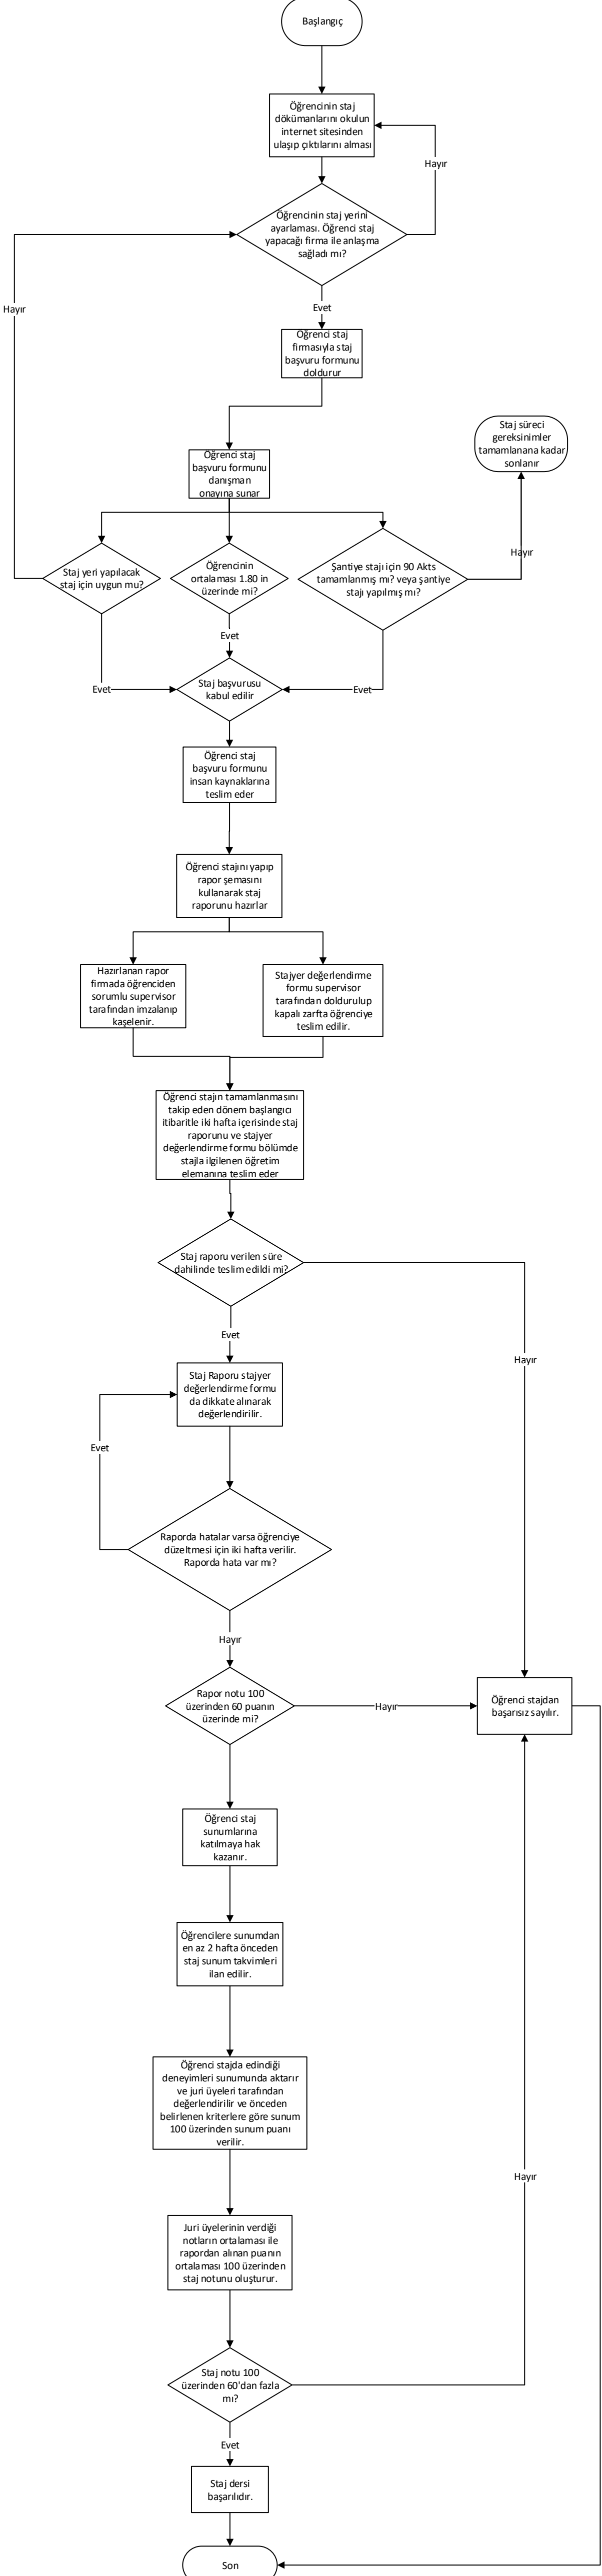 Başlangıç
Öğrencinin staj
dökümanlarını okulun
internet sitesinden
ulaşıp çıktılarını alması
Hayır
Öğrencinin staj yerini
ayarlaması. Öğrenci staj
yapacağı firma ile anlaşma
sağladı mı?
Hayır
Evet
Öğrenci staj
firmasıyla staj
başvuru formunu
doldurur
Staj süreci
gereksinimler
tamamlanana kadar
sonlanır
Öğrenci staj
başvuru formunu
danışman
onayına sunar
Hayır
Staj yeri yapılacak
staj için uygun mu?
Öğrencinin
ortalaması 1.80 in
üzerinde mi?
Şantiye stajı için 90 Akts
tamamlanmış mı? veya şantiye
stajı yapılmış mı?
Evet
Evet
Staj başvurusu
kabul edilir
Evet
Öğrenci staj
başvuru formunu
insan kaynaklarına
teslim eder
Öğrenci stajını yapıp
rapor şemasını
kullanarak staj
raporunu hazırlar
Hazırlanan rapor
firmada öğrenciden
sorumlu supervisor
tarafından imzalanıp
kaşelenir.
Stajyer değerlendirme
formu supervisor
tarafından doldurulup
kapalı zarfta öğrenciye
teslim edilir.
Öğrenci stajın tamamlanmasını
takip eden dönem başlangıcı
itibaritle iki hafta içerisinde staj
raporunu ve stajyer
değerlendirme formu bölümde
stajla ilgilenen öğretim
elemanına teslim eder
Staj raporu verilen süre
dahilinde teslim edildi mi?
Evet
Hayır
Staj Raporu stajyer
değerlendirme formu
da dikkate alınarak
değerlendirilir.
Evet
Raporda hatalar varsa öğrenciye
düzeltmesi için iki hafta verilir.
Raporda hata var mı?
Hayır
Rapor notu 100
üzerinden 60 puanın
üzerinde mi?
Hayır
Öğrenci stajdan
başarısız sayılır.
Öğrenci staj
sunumlarına
katılmaya hak
kazanır.
Öğrencilere sunumdan
en az 2 hafta önceden
staj sunum takvimleri
ilan edilir.
Öğrenci stajda edindiği
deneyimleri sunumunda aktarır
ve juri üyeleri tarafından
değerlendirilir ve önceden
belirlenen kriterlere göre sunum
100 üzerinden sunum puanı
verilir.
Hayır
Juri üyelerinin verdiği
notların ortalaması ile
rapordan alınan puanın
ortalaması 100 üzerinden
staj notunu oluşturur.
Staj notu 100
üzerinden 60'dan fazla
mı?
Evet
Staj dersi
başarılıdır.
Son